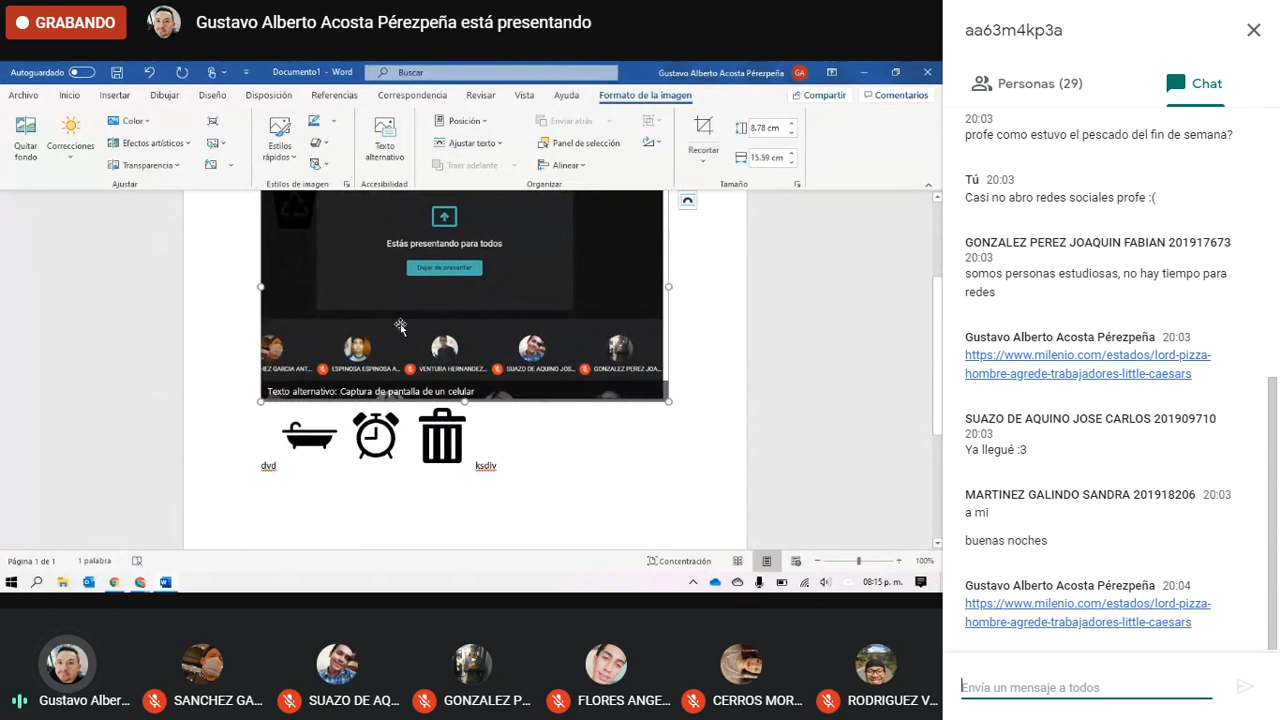 GRABANDO
Gustavo Alberto Acosta Pérezpeña está presentando
Autoguardado
Documento1 - Word
Buscar
Gustavo Alberto Acosta Pérezpeña
GA
Archivo Inicio Insertar Dibujar Diseño Disposición Referencias Correspondencia Revisar Vista Ayuda Formato de la imagen
Compartir Comentarios
Quitar fondo
Correcciones
Color
Efectos artísticos
Transparencia
Ajustar
Estilos rápidos
Estilos de imagen
Texto alternativo
Accesibilidad
Posición
Ajustar texto
Traer adelante
Enviar atrás
Panel de selección
Alinear
Organizar
Recortar
8.78 cm
15.59 cm
Tamaño
Estás presentando para todos
Dejar de presentar
EZ GARCIA ANT... ESPINOSA ESPINOSA A... VENTURA HERNANDEZ... SUAZO DE AQUINO JOS... GONZALEZ PEREZ JOA...
Texto alternativo: Captura de pantalla de un celular
dvd ksdiv
Página 1 de 1 1 palabra
Concentración
100%
08:15 p. m.
Gustavo Alber...
SANCHEZ GA...
SUAZO DE AQ...
GONZALEZ P...
FLORES ANGE...
CERROS MOR...
RODRIGUEZ V...
aa63m4kp3a
Personas (29)
Chat
20:03
profe como estuvo el pescado del fin de semana?
Tú 20:03
Casi no abro redes sociales profe :(
GONZALEZ PEREZ JOAQUIN FABIAN 201917673
20:03
somos personas estudiosas, no hay tiempo para
redes
Gustavo Alberto Acosta Pérezpeña 20:03
https://www.milenio.com/estados/lord-pizza-
hombre-agrede-trabajadores-little-caesars
SUAZO DE AQUINO JOSE CARLOS 201909710
20:03
Ya llegué :3
MARTINEZ GALINDO SANDRA 201918206 20:03
a mi
buenas noches
Gustavo Alberto Acosta Pérezpeña 20:04
https://www.milenio.com/estados/lord-pizza-
hombre-agrede-trabajadores-little-caesars
Envía un mensaje a todos